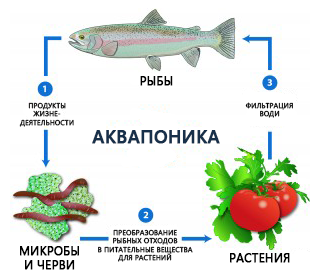 РЫБЫ
1
ПРОДУКТЫ
ЖИЗНЕ-
ДЕЯТЕЛЬНОСТИ
3
ФИЛЬТРАЦИЯ
ВОДИ
АКВАПОНИКА
2
ПРЕОБРАЗОВАНИЕ
РЫБНЫХ ОТХОДОВ
В ПИТАТЕЛЬНЫЕ ВЕЩЕСТВА
ДЛЯ РАСТЕНИЙ
МИКРОБЫ
И ЧЕРВИ
РАСТЕНИЯ